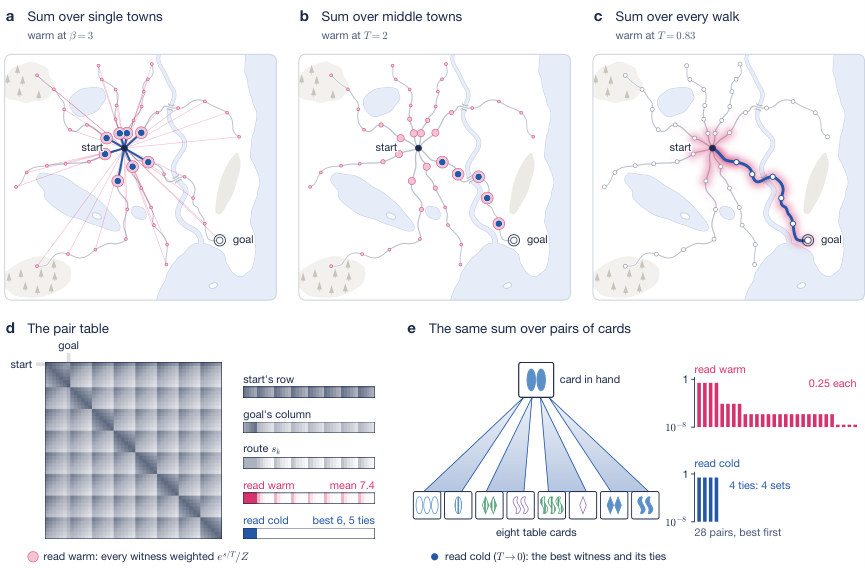 a Sum over single towns
warm at β = 3
start
goal
b Sum over middle towns
warm at T = 2
start
goal
c Sum over every walk
warm at T = 0.83
start
goal
d The pair table
goal
start
start's row
goal's column
route sₖ
read warm mean 7.4
read cold best 6, 5 ties
read warm: every witness weighted e^{s/T}/Z
e The same sum over pairs of cards
card in hand
eight table cards
read warm
1
0.25 each
10⁻⁸
read cold
1
4 ties: 4 sets
10⁻⁸
28 pairs, best first
read cold (T → 0): the best witness and its ties